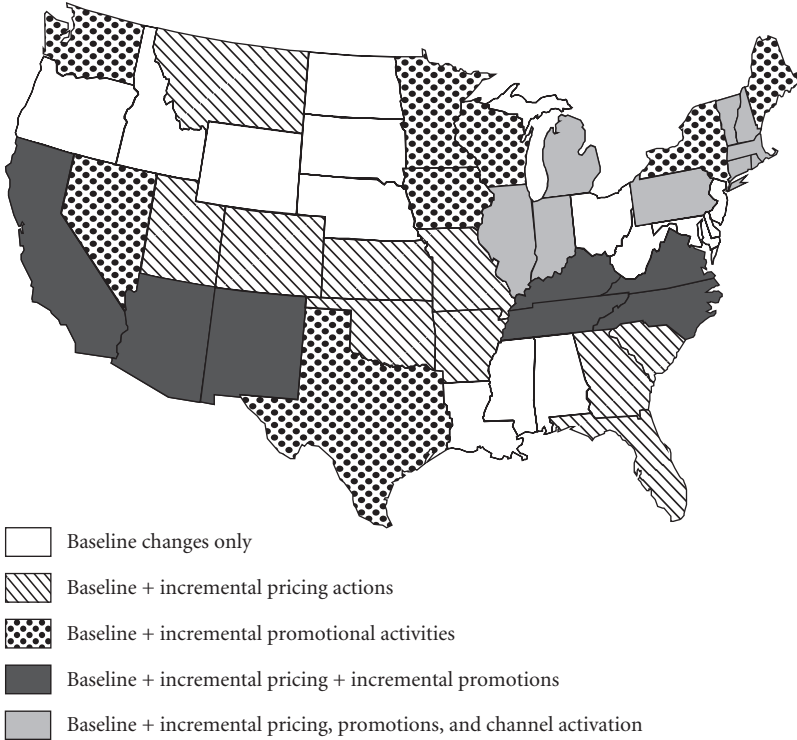 Baseline changes only
Baseline + incremental pricing actions
Baseline + incremental promotional activities
Baseline + incremental pricing + incremental promotions
Baseline + incremental pricing, promotions, and channel activation